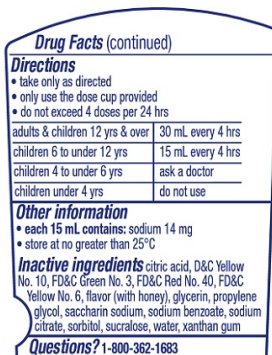 Drug Facts (continued)
Directions
• take only as directed
• only use the dose cup provided
• do not exceed 4 doses per 24 hrs
adults & children 12 yrs & over 30 mL every 4 hrs
children 6 to under 12 yrs 15 mL every 4 hrs
children 4 to under 6 yrs ask a doctor
children under 4 yrs do not use
Other information
• each 15 mL contains: sodium 14 mg
• store at no greater than 25°C
Inactive ingredients citric acid, D&C Yellow
No. 10, FD&C Green No. 3, FD&C Red No. 40, FD&C
Yellow No. 6, flavor (with honey), glycerin, propylene
glycol, saccharin sodium, sodium benzoate, sodium
citrate, sorbitol, sucralose, water, xanthan gum
Questions? 1-800-362-1683